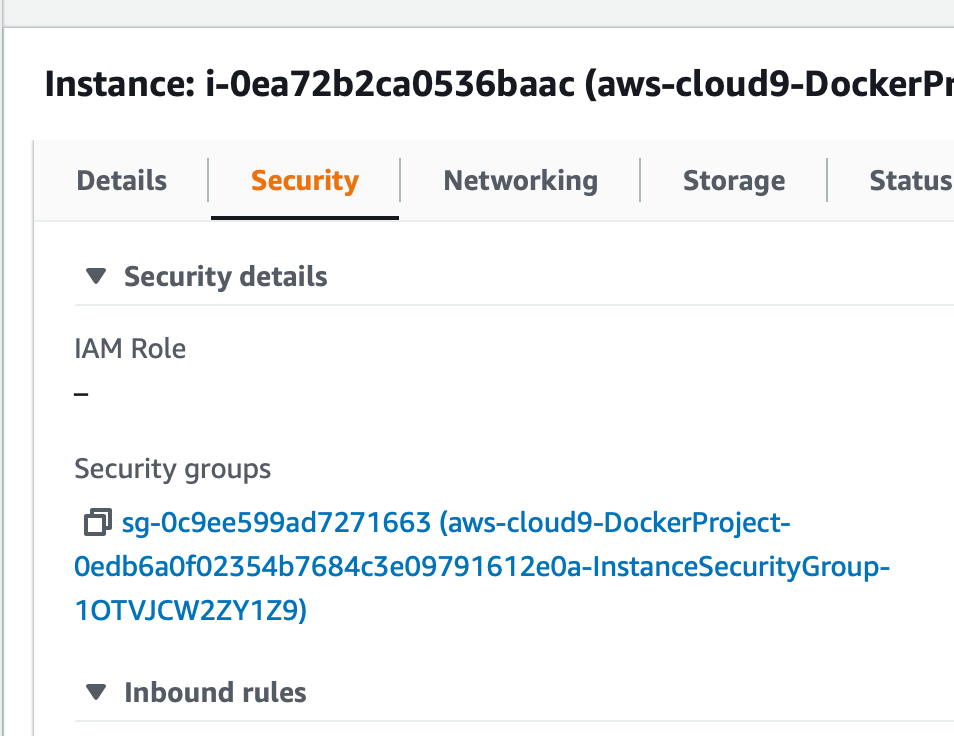 Instance: i-0ea72b2ca0536baac (aws-cloud9-DockerPr
Details Security Networking Storage Status
Security details
IAM Role
–
Security groups
sg-0c9ee599ad7271663 (aws-cloud9-DockerProject-
0edb6a0f02354b7684c3e09791612e0a-InstanceSecurityGroup-
1OTVJCW2ZY1Z9)
Inbound rules